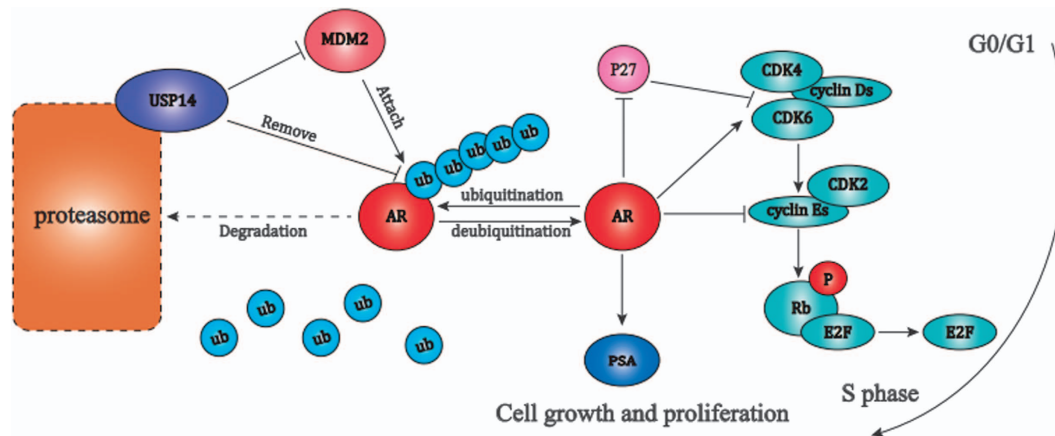 MDM2
G0/G1
P27
CDK4
cyclin Ds
CDK6
USP14
Attach
Remove
ub
ub
ub
ub
ub
ubiquitination
CDK2
cyclin Es
proteasome
AR
AR
Degradation
deubiquitination
P
Rb
E2F
E2F
ub
ub
ub
ub
ub
PSA
S phase
Cell growth and proliferation